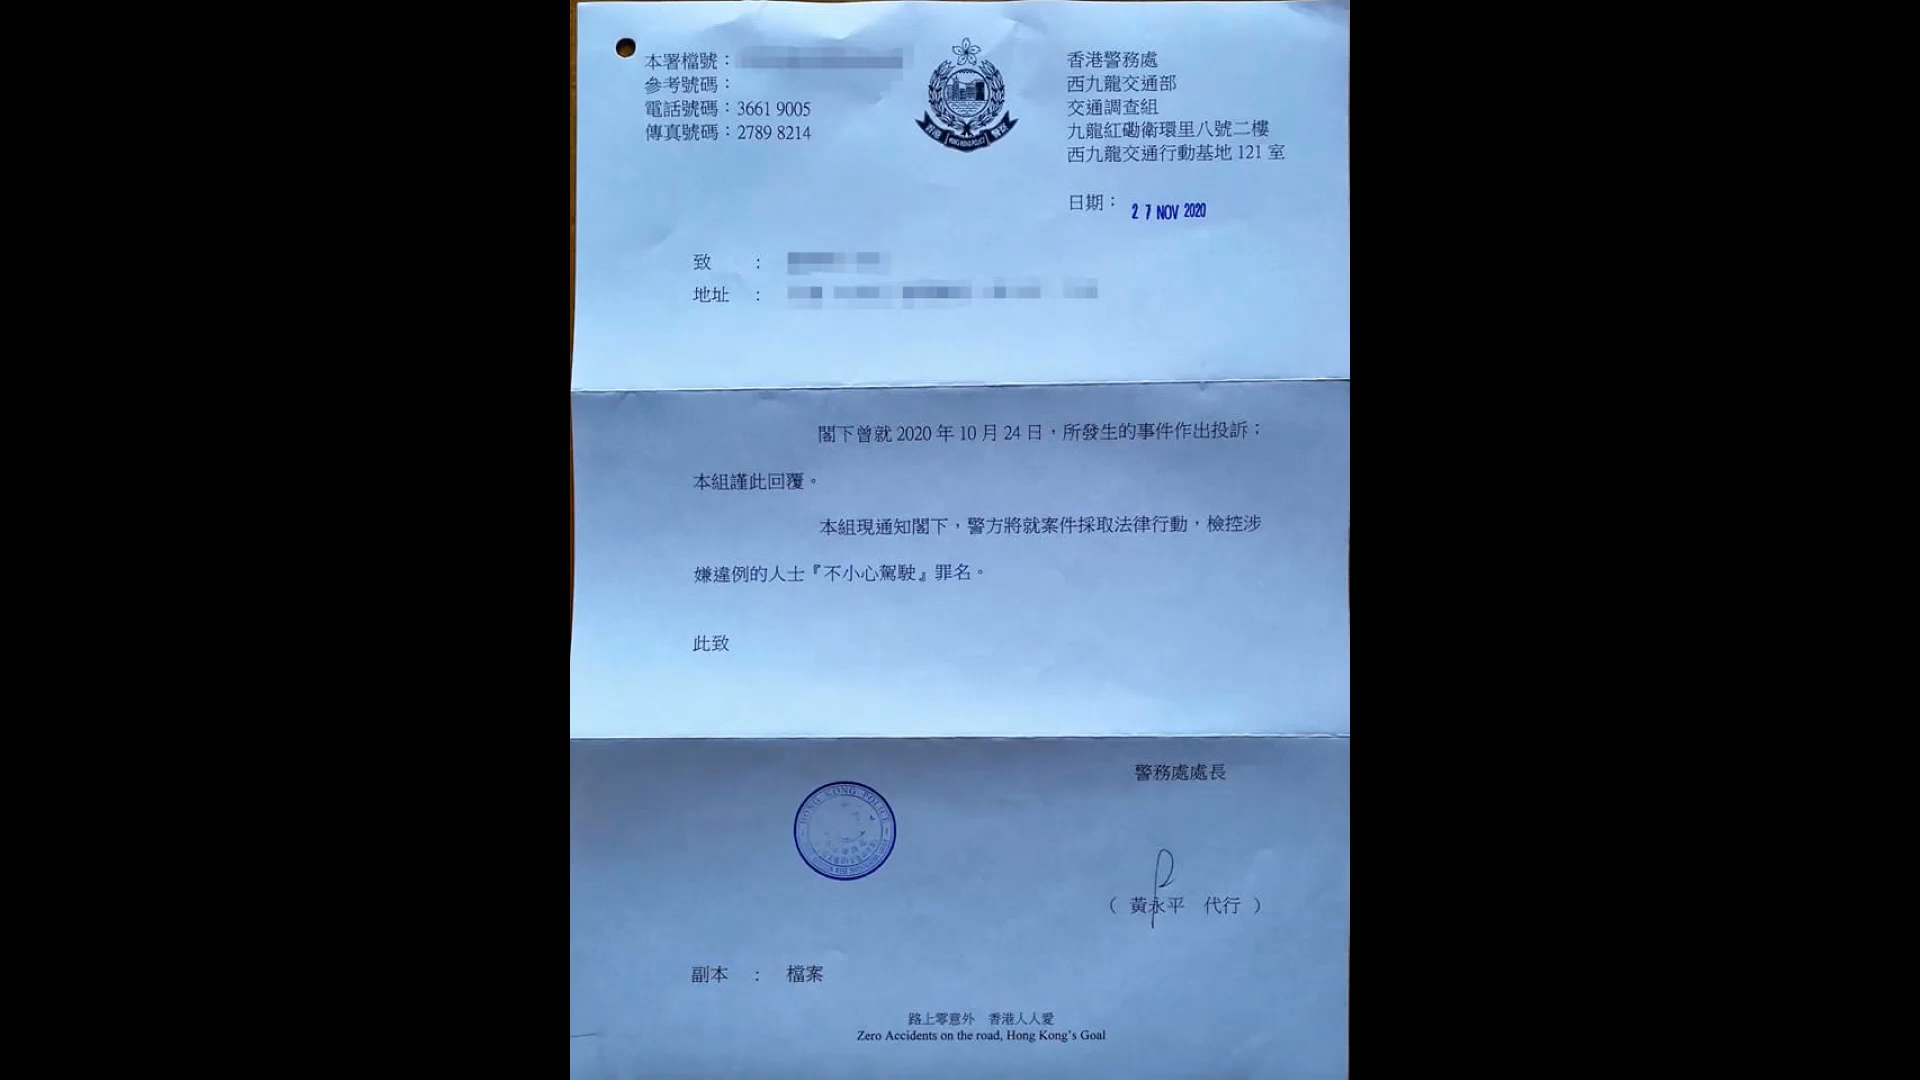 本署檔號：
參考號碼：
電話號碼：3661 9005
傳真號碼：2789 8214
HONG KONG POLICE
香港警務處
西九龍交通部
交通調查組
九龍紅磡衛環里八號二樓
西九龍交通行動基地 121 室
日期： 27 NOV 2020
致 :
地址 :
閣下曾就 2020 年 10 月 24 日，所發生的事件作出投訴；
本組謹此回覆。
本組現通知閣下，警方將就案件採取法律行動，檢控涉
嫌違例的人士『不小心駕駛』罪名。
此致
警務處處長
HONG KONG POLICE
（ 黃永平 代行 ）
副本 : 檔案
路上零意外 香港人人愛
Zero Accidents on the road, Hong Kong's Goal